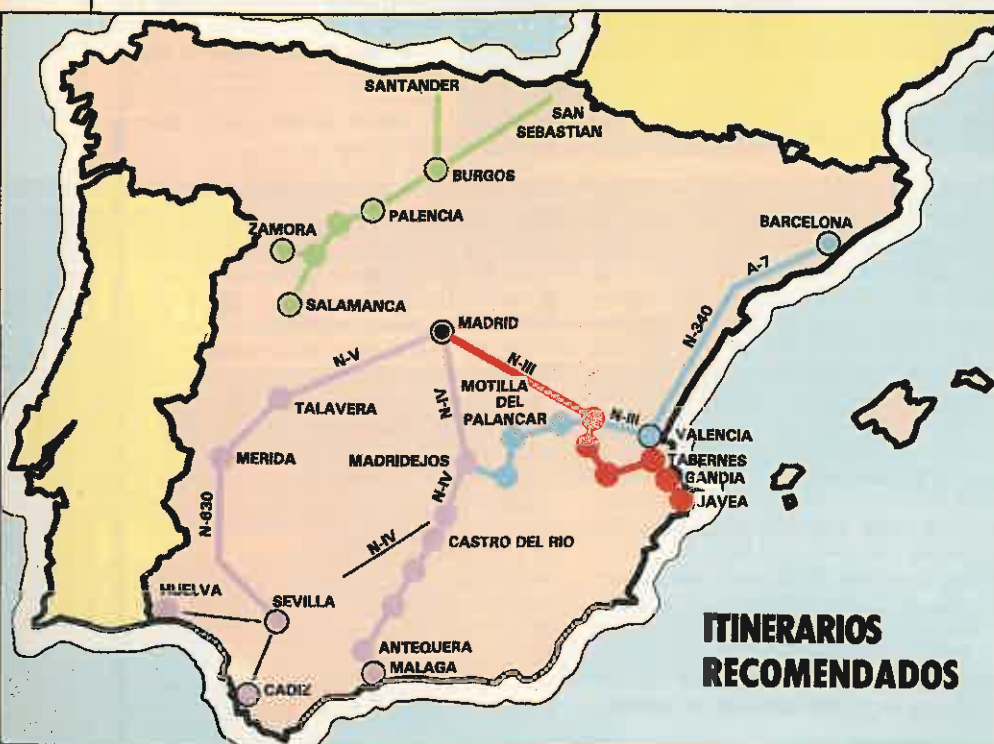 SANTANDER
SAN
SEBASTIAN
BURGOS
PALENCIA
ZAMORA
SALAMANCA
BARCELONA
A-7
N-340
MADRID
N-V
N-III
TALAVERA
N-IV
MOTILLA
DEL
PALANCAR
N-III
VALENCIA
MERIDA
MADRIDEJOS
TABERNES
GANDIA
JAVEA
N-IV
N-630
N-IV
CASTRO DEL RIO
HUELVA
SEVILLA
ANTEQUERA
MALAGA
CADIZ
ITINERARIOS
RECOMENDADOS